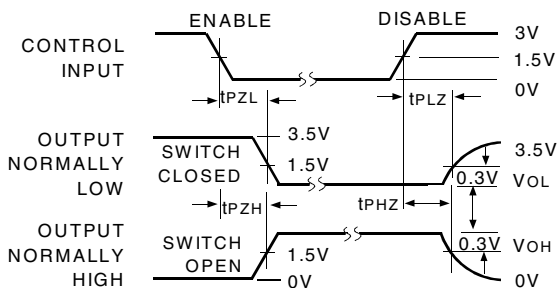 ENABLE DISABLE
CONTROL INPUT
3V
1.5V
0V
tPZL tPLZ
OUTPUT NORMALLY LOW
SWITCH CLOSED
3.5V
1.5V
3.5V
0.3V VOL
tPZH tPHZ
OUTPUT NORMALLY HIGH
SWITCH OPEN
1.5V
0V
0.3V VOH
0V